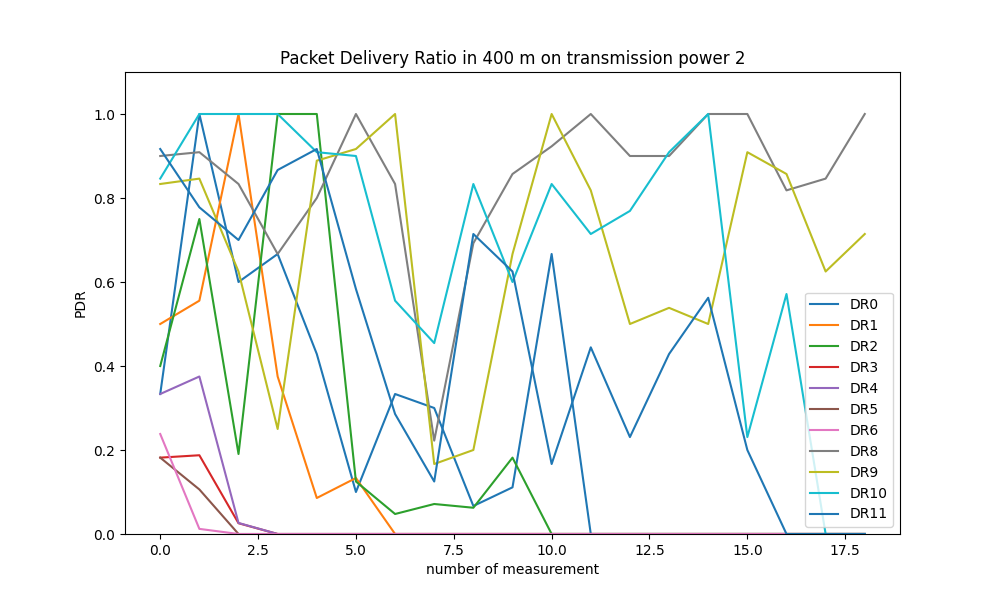 Packet Delivery Ratio in 400 m on transmission power 2
1.0
0.8
0.6
0.4
0.2
0.0
PDR
0.0 2.5 5.0 7.5 10.0 12.5 15.0 17.5
number of measurement
DR0
DR1
DR2
DR3
DR4
DR5
DR6
DR8
DR9
DR10
DR11